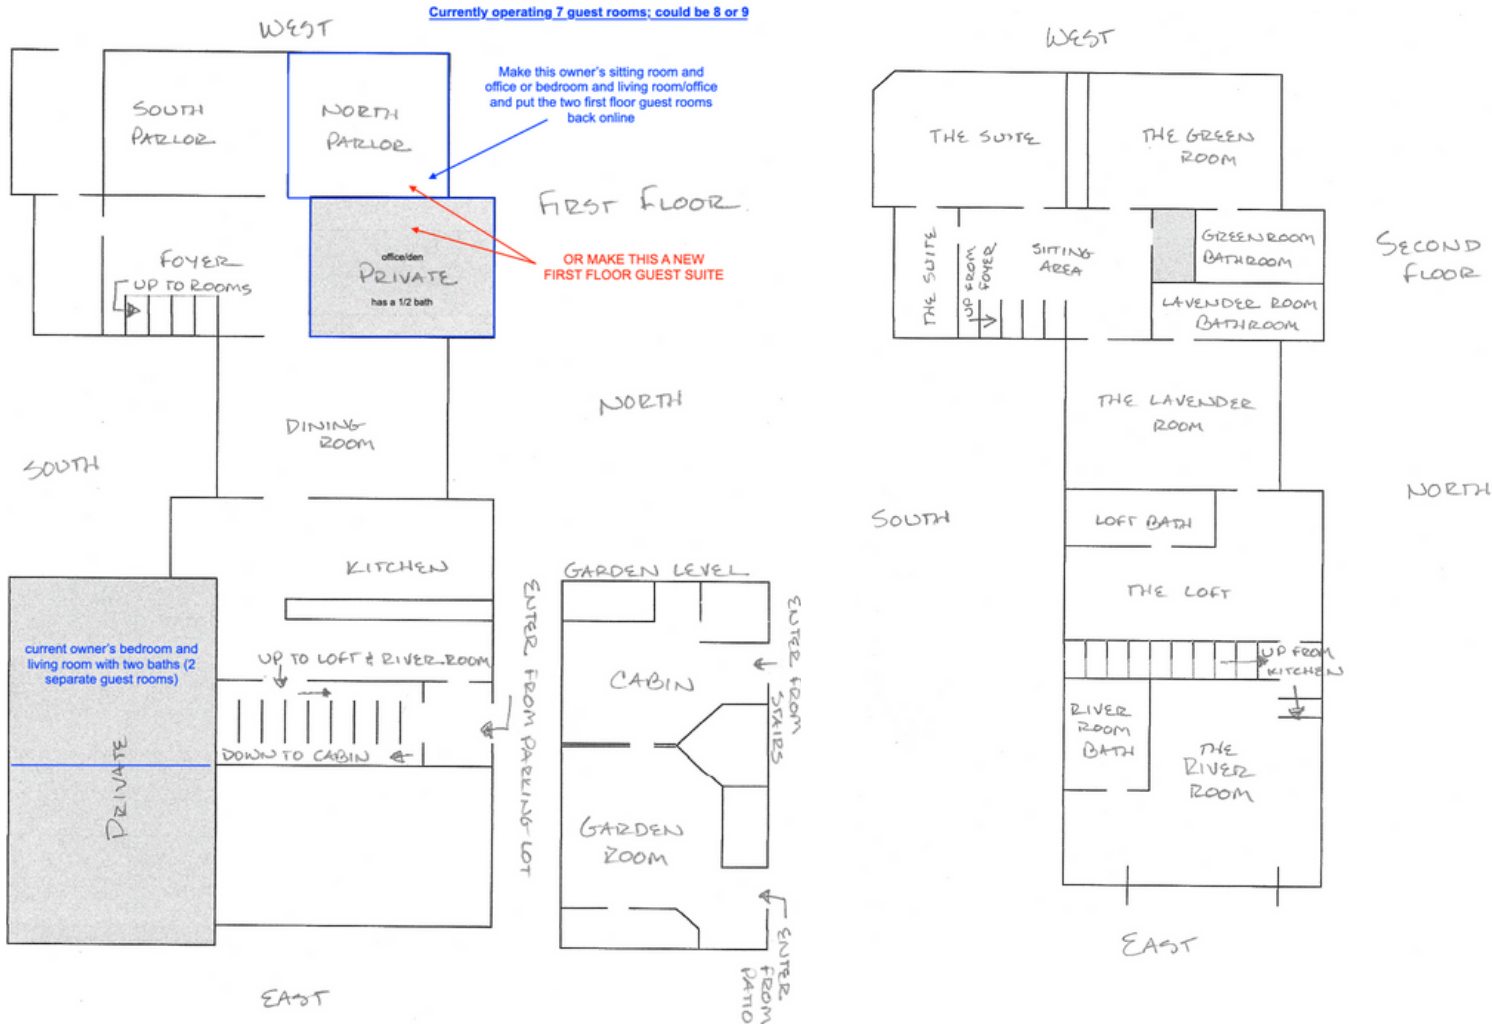 Currently operating 7 guest rooms; could be 8 or 9
WEST
SOUTH
PARLOR
NORTH
PARLOR
Make this owner's sitting room and
office or bedroom and living room/office
and put the two first floor guest rooms
back online
FIRST FLOOR
FOYER
UP TO ROOMS
office/den
PRIVATE
has a 1/2 bath
OR MAKE THIS A NEW
FIRST FLOOR GUEST SUITE
NORTH
DINING
ROOM
SOUTH
KITCHEN
current owner's bedroom and
living room with two baths (2
separate guest rooms)
PRIVATE
UP TO LOFT & RIVER ROOM
DOWN TO CABIN
ENTER FROM PARKING LOT
EAST
GARDEN LEVEL
CABIN
ENTER FROM
STAIRS
GARDEN
ROOM
ENTER
FROM
PATIO
WEST
THE SUITE
THE GREEN
ROOM
THE SUITE
UP FROM
FOYER
SITTING
AREA
GREENROOM
BATHROOM
LAVENDER ROOM
BATHROOM
SECOND
FLOOR
THE LAVENDER
ROOM
SOUTH
NORTH
LOFT BATH
THE LOFT
UP FROM
KITCHEN
RIVER
ROOM
BATH
THE
RIVER
ROOM
EAST